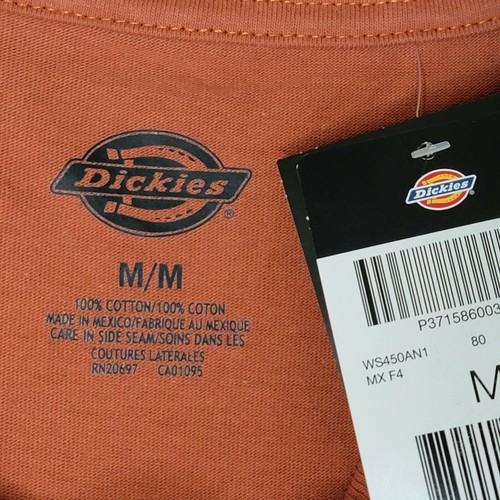 Dickies®
M/M
100% COTTON/100% COTON
MADE IN MEXICO/FABRIQUE AU MEXIQUE
CARE IN SIDE SEAM/SOINS DANS LES
COUTURES LATERALES
RN20697 CA01095
Dickies
P371586003
WS450AN1 80
MX F4
M